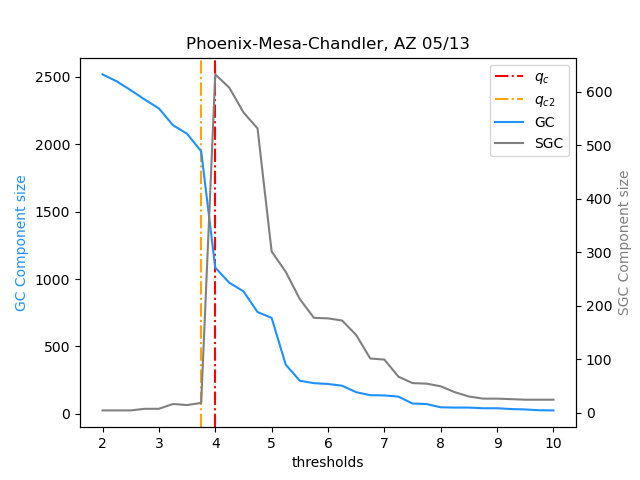 Phoenix-Mesa-Chandler, AZ 05/13
q_c
q_c2
GC
SGC
2500
2000
1500
1000
500
0
GC Component size
600
500
400
300
200
100
0
SGC Component size
2 3 4 5 6 7 8 9 10
thresholds